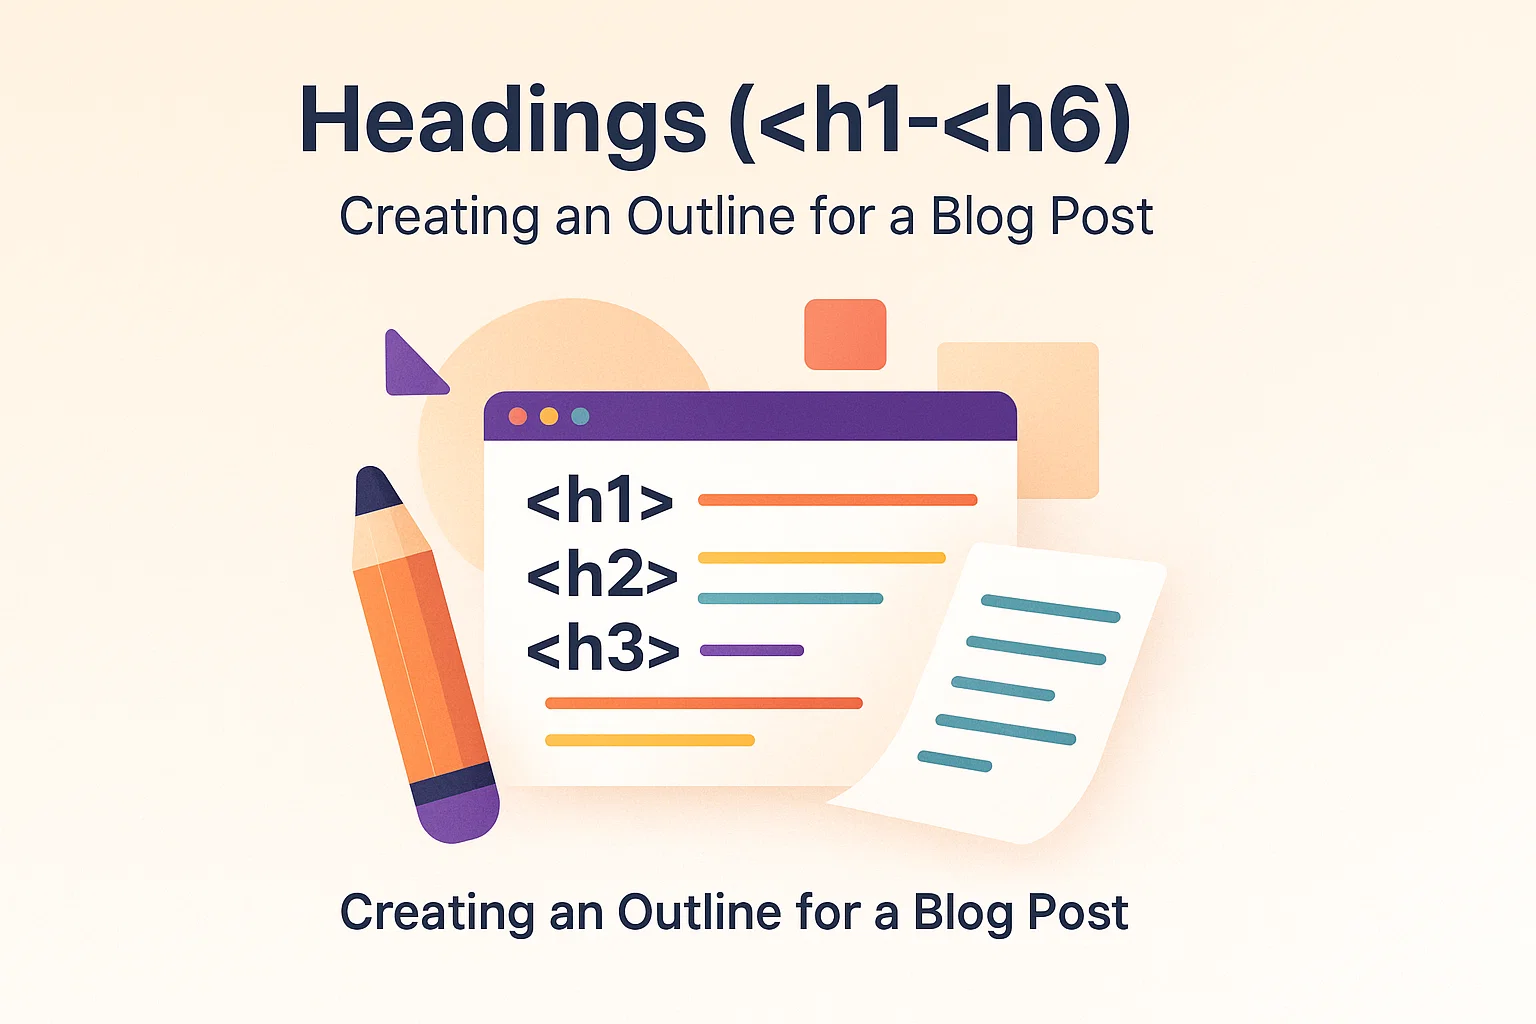 Headings (<h1-<h6)
Creating an Outline for a Blog Post
<h1>
<h2>
<h3>
Creating an Outline for a Blog Post